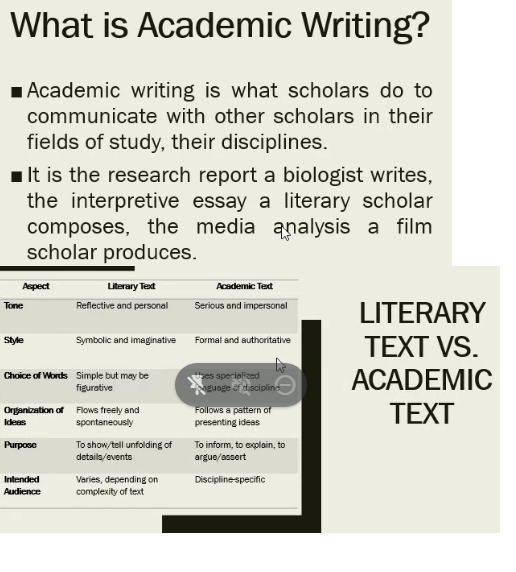 What is Academic Writing?
■ Academic writing is what scholars do to
communicate with other scholars in their
fields of study, their disciplines.
■ It is the research report a biologist writes,
the interpretive essay a literary scholar
composes, the media analysis a film
scholar produces.
Aspect Literary Text Academic Text
Tone Reflective and personal Serious and impersonal
Style Symbolic and imaginative Formal and authoritative
Choice of Words Simple but may be Uses specialized
figurative language of discipline
Organization of Flows freely and Follows a pattern of
Ideas spontaneously presenting ideas
Purpose To show/tell unfolding of To inform, to explain, to
details/events argue/assert
Intended Varies, depending on Discipline-specific
Audience complexity of text
LITERARY
TEXT VS.
ACADEMIC
TEXT